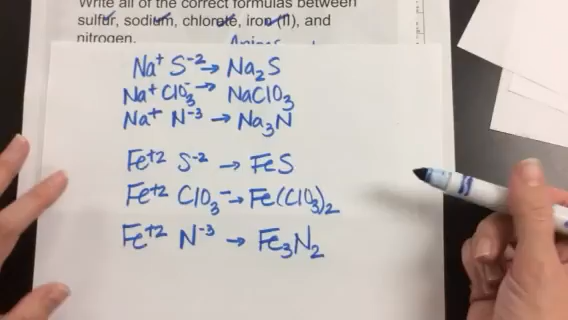 Write all of the correct formulas between
sulfur, sodium, chlorate, iron (II), and
nitrogen.
Na⁺ S⁻² → Na₂S
Na⁺ ClO₃⁻ → NaClO₃
Na⁺ N⁻³ → Na₃N
Fe⁺² S⁻² → FeS
Fe⁺² ClO₃⁻ → Fe(ClO₃)₂
Fe⁺² N⁻³ → Fe₃N₂